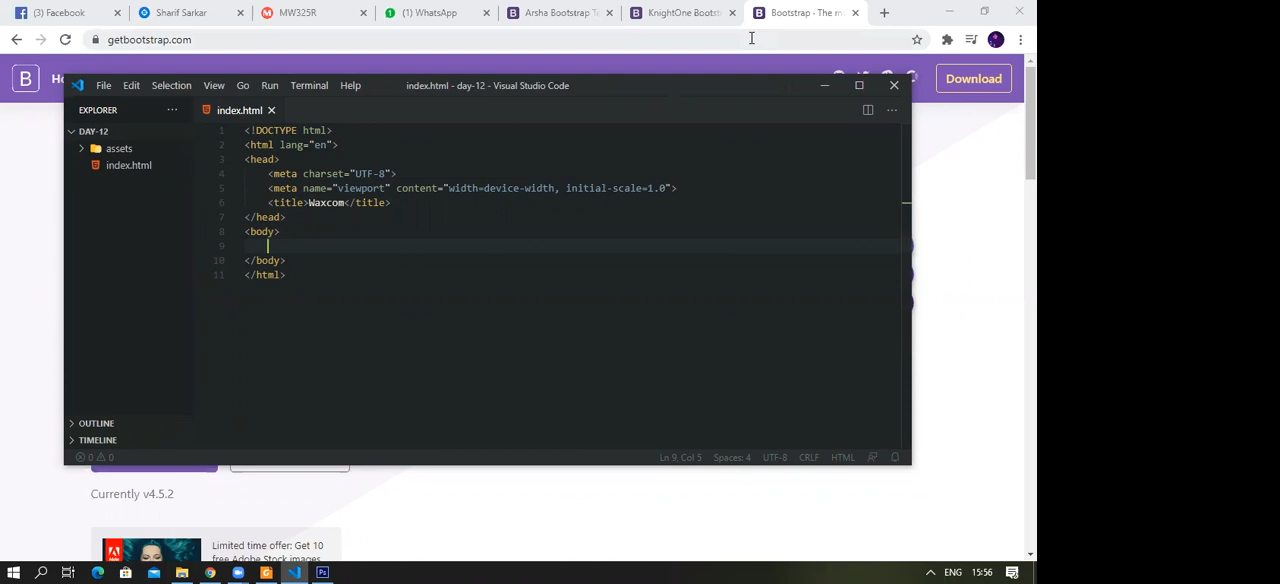 (3) Facebook
Sharif Sarkar
MW325R
(1) WhatsApp
Arsha Bootstrap Te
KnightOne Bootstr
Bootstrap - The m
getbootstrap.com
B
Download
File Edit Selection View Go Run Terminal Help
index.html - day-12 - Visual Studio Code
EXPLORER
index.html
DAY-12
assets
index.html
1 <!DOCTYPE html>
2 <html lang="en">
3 <head>
4 <meta charset="UTF-8">
5 <meta name="viewport" content="width=device-width, initial-scale=1.0">
6 <title>Waxcom</title>
7 </head>
8 <body>
9
10 </body>
11 </html>
OUTLINE
TIMELINE
0 0
Ln 9, Col 5 Spaces: 4 UTF-8 CRLF HTML
Currently v4.5.2
Limited time offer: Get 10
free Adobe Stock images
ENG 15:56